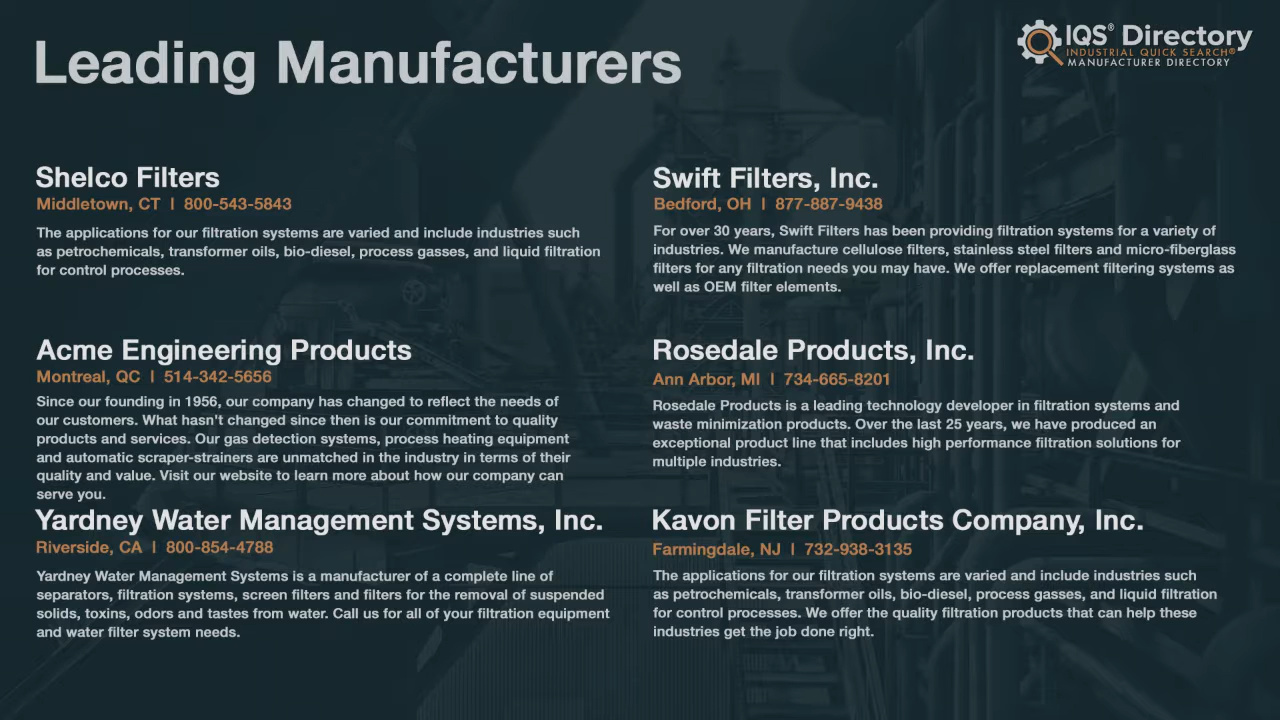 Leading Manufacturers
IQS® Directory
INDUSTRIAL QUICK SEARCH®
MANUFACTURER DIRECTORY
Shelco Filters
Middletown, CT | 800-543-5843
The applications for our filtration systems are varied and include industries such
as petrochemicals, transformer oils, bio-diesel, process gasses, and liquid filtration
for control processes.
Swift Filters, Inc.
Bedford, OH | 877-887-9438
For over 30 years, Swift Filters has been providing filtration systems for a variety of
industries. We manufacture cellulose filters, stainless steel filters and micro-fiberglass
filters for any filtration needs you may have. We offer replacement filtering systems as
well as OEM filter elements.
Acme Engineering Products
Montreal, QC | 514-342-5656
Since our founding in 1956, our company has changed to reflect the needs of
our customers. What hasn't changed since then is our commitment to quality
products and services. Our gas detection systems, process heating equipment
and automatic scraper-strainers are unmatched in the industry in terms of their
quality and value. Visit our website to learn more about how our company can
serve you.
Rosedale Products, Inc.
Ann Arbor, MI | 734-665-8201
Rosedale Products is a leading technology developer in filtration systems and
waste minimization products. Over the last 25 years, we have produced an
exceptional product line that includes high performance filtration solutions for
multiple industries.
Yardney Water Management Systems, Inc.
Riverside, CA | 800-854-4788
Yardney Water Management Systems is a manufacturer of a complete line of
separators, filtration systems, screen filters and filters for the removal of suspended
solids, toxins, odors and tastes from water. Call us for all of your filtration equipment
and water filter system needs.
Kavon Filter Products Company, Inc.
Farmingdale, NJ | 732-938-3135
The applications for our filtration systems are varied and include industries such
as petrochemicals, transformer oils, bio-diesel, process gasses, and liquid filtration
for control processes. We offer the quality filtration products that can help these
industries get the job done right.